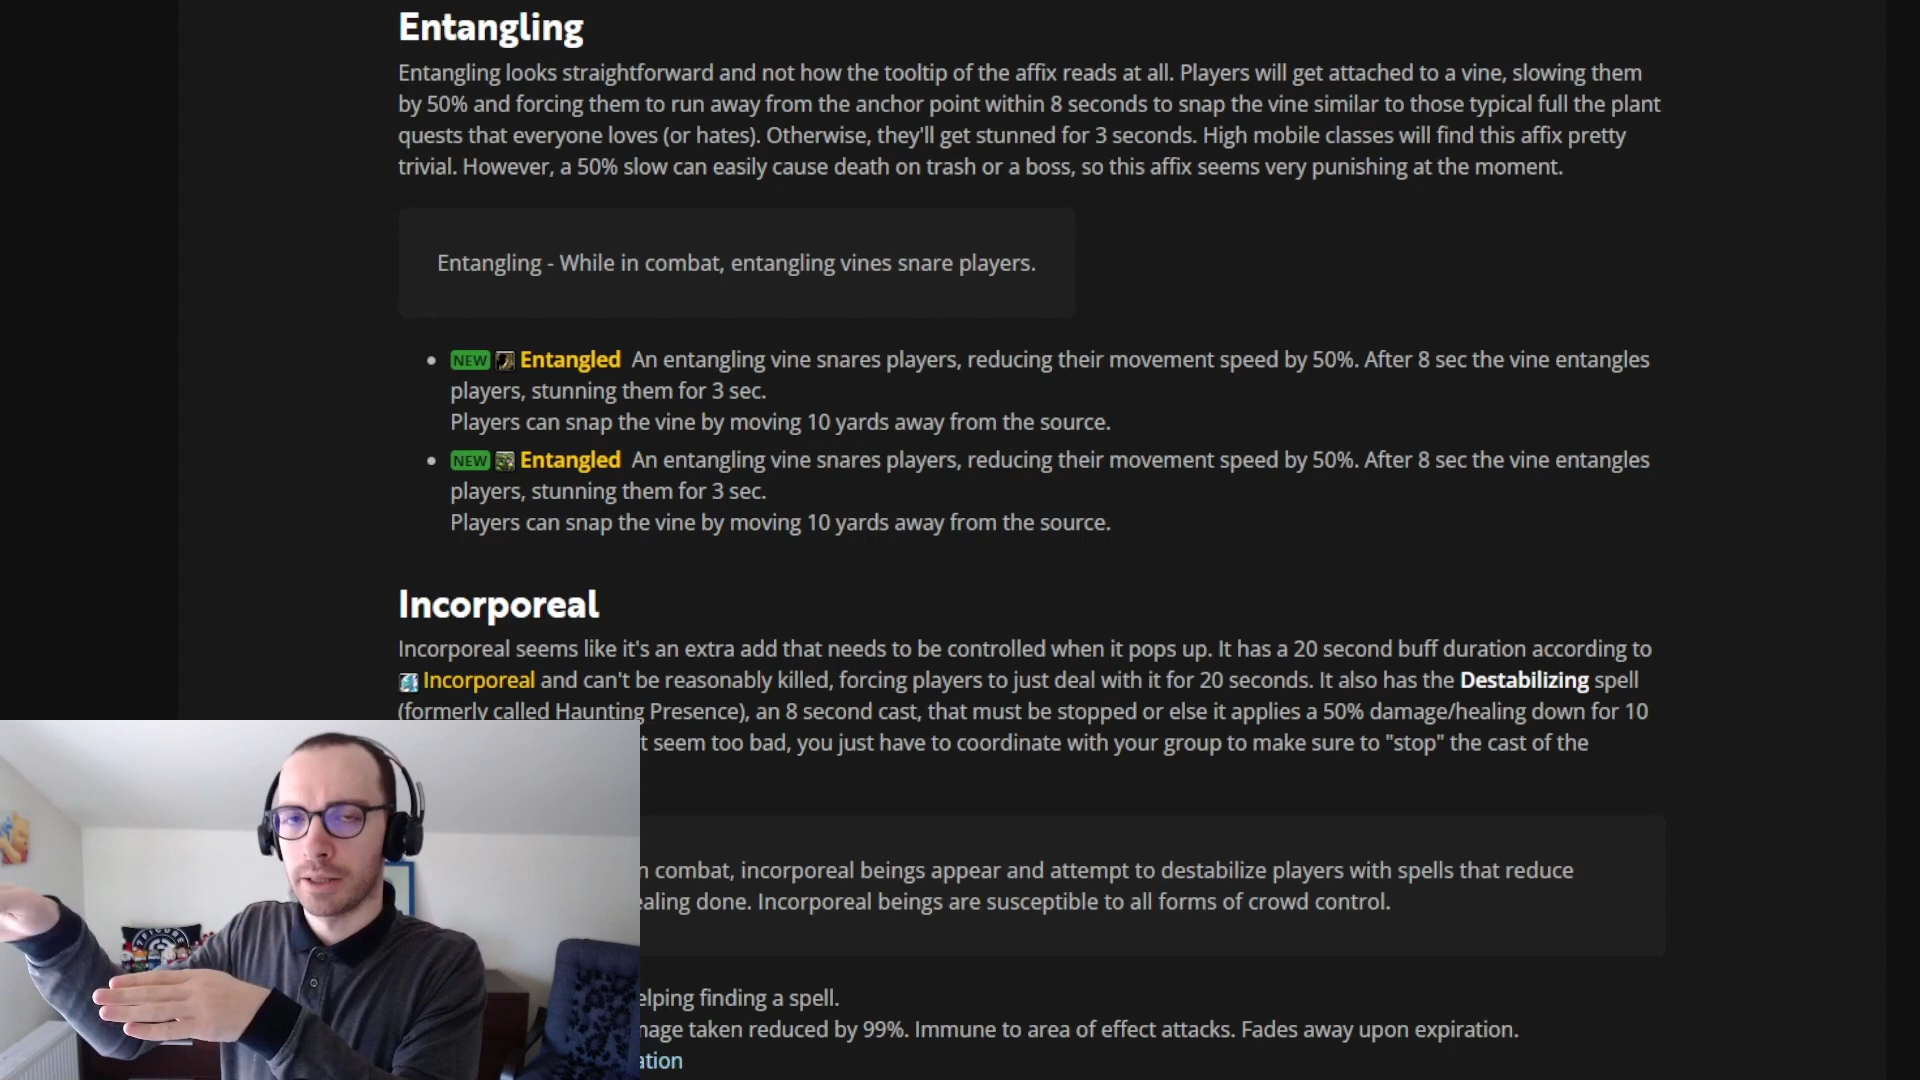 Entangling
Entangling looks straightforward and not how the tooltip of the affix reads at all. Players will get attached to a vine, slowing them
by 50% and forcing them to run away from the anchor point within 8 seconds to snap the vine similar to those typical full the plant
quests that everyone loves (or hates). Otherwise, they'll get stunned for 3 seconds. High mobile classes will find this affix pretty
trivial. However, a 50% slow can easily cause death on trash or a boss, so this affix seems very punishing at the moment.
Entangling - While in combat, entangling vines snare players.
NEW Entangled An entangling vine snares players, reducing their movement speed by 50%. After 8 sec the vine entangles
players, stunning them for 3 sec.
Players can snap the vine by moving 10 yards away from the source.
NEW Entangled An entangling vine snares players, reducing their movement speed by 50%. After 8 sec the vine entangles
players, stunning them for 3 sec.
Players can snap the vine by moving 10 yards away from the source.
Incorporeal
Incorporeal seems like it's an extra add that needs to be controlled when it pops up. It has a 20 second buff duration according to
Incorporeal and can't be reasonably killed, forcing players to just deal with it for 20 seconds. It also has the Destabilizing spell
(formerly called Haunting Presence), an 8 second cast, that must be stopped or else it applies a 50% damage/healing down for 10
seem too bad, you just have to coordinate with your group to make sure to "stop" the cast of the
combat, incorporeal beings appear and attempt to destabilize players with spells that reduce
ealing done. Incorporeal beings are susceptible to all forms of crowd control.
elping finding a spell.
mage taken reduced by 99%. Immune to area of effect attacks. Fades away upon expiration.
ation
7FIGURE